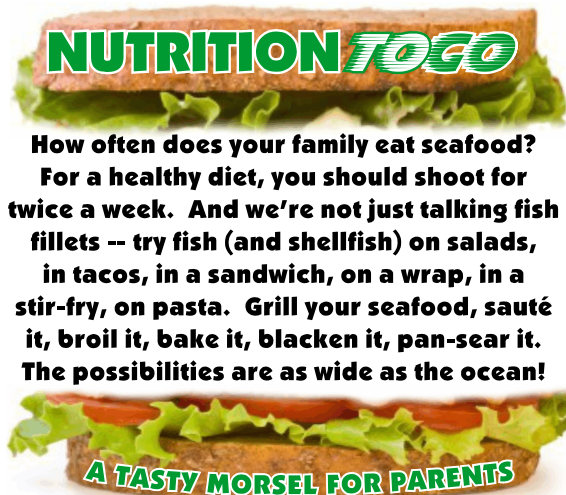 NUTRITION TO GO
How often does your family eat seafood?
For a healthy diet, you should shoot for
twice a week.  And we're not just talking fish
fillets -- try fish (and shellfish) on salads,
in tacos, in a sandwich, on a wrap, in a
stir-fry, on pasta.  Grill your seafood, sauté
it, broil it, bake it, blacken it, pan-sear it.
The possibilities are as wide as the ocean!
A TASTY MORSEL FOR PARENTS